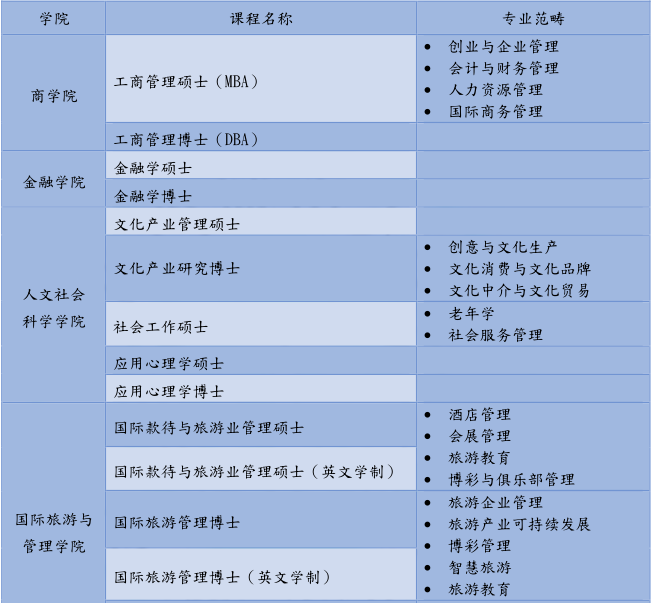 学院 课程名称 专业范畴
商学院
工商管理硕士（MBA）
● 创业与企业管理
● 会计与财务管理
● 人力资源管理
● 国际商务管理
工商管理博士（DBA）
金融学院
金融学硕士
金融学博士
人文社会
科学学院
文化产业管理硕士
文化产业研究博士
● 创意与文化生产
● 文化消费与文化品牌
● 文化中介与文化贸易
社会工作硕士
● 老年学
● 社会服务管理
应用心理学硕士
应用心理学博士
国际旅游与
管理学院
国际款待与旅游业管理硕士
国际款待与旅游业管理硕士（英文学制）
● 酒店管理
● 会展管理
● 旅游教育
● 博彩与俱乐部管理
国际旅游管理博士
国际旅游管理博士（英文学制）
● 旅游企业管理
● 旅游产业可持续发展
● 博彩管理
● 智慧旅游
● 旅游教育